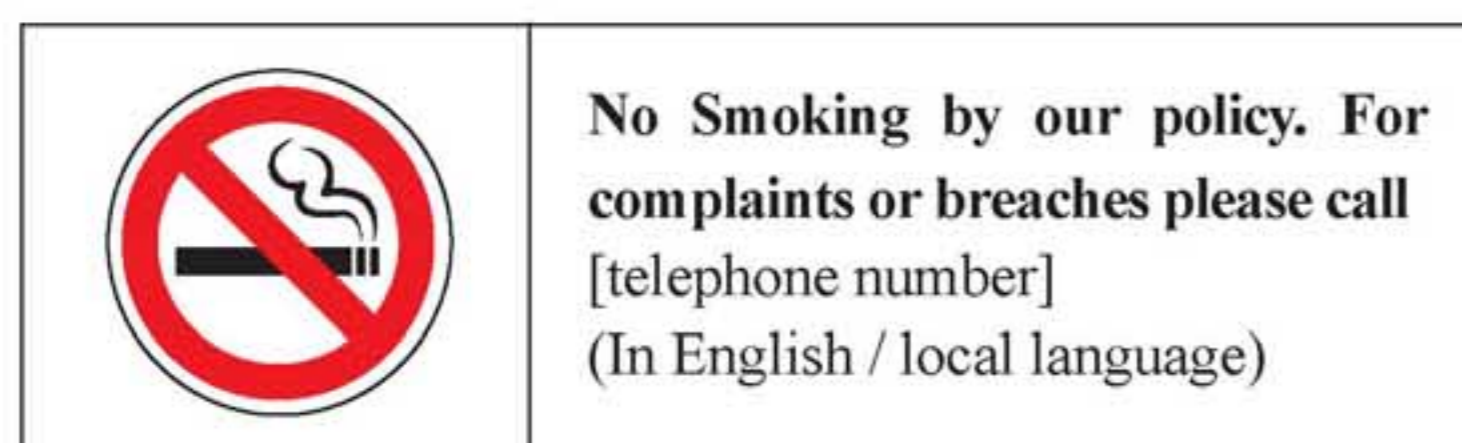 No Smoking by our policy. For
complaints or breaches please call
[telephone number]
(In English / local language)